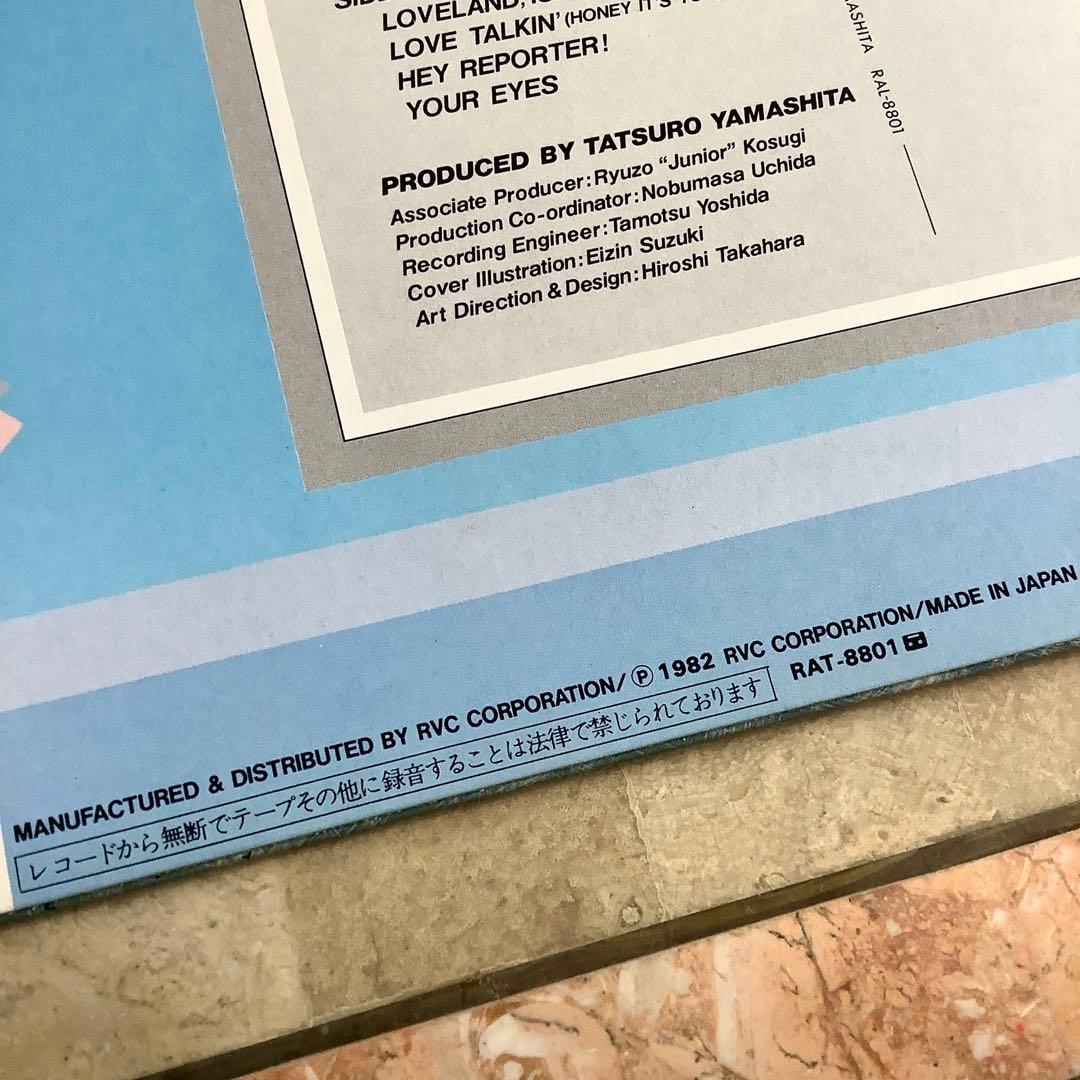 LOVELAND,
LOVE TALKIN' (HONEY IT'S
HEY REPORTER!
YOUR EYES
PRODUCED BY TATSURO YAMASHITA
Associate Producer:Ryuzo “Junior” Kosugi
Production Co-ordinator:Nobumasa Uchida
Recording Engineer:Tamotsu Yoshida
Cover Illustration:Eizin Suzuki
Art Direction & Design:Hiroshi Takahara
RAL-8801
MANUFACTURED & DISTRIBUTED BY RVC CORPORATION/Ⓟ1982 RVC CORPORATION/MADE IN JAPAN
レコードから無断でテープその他に録音することは法律で禁じられております
RAT-8801